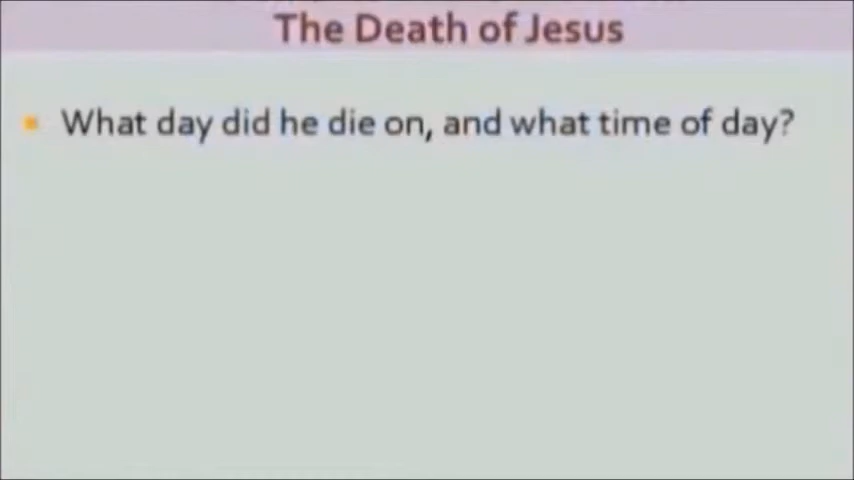 The Death of Jesus
What day did he die on, and what time of day?